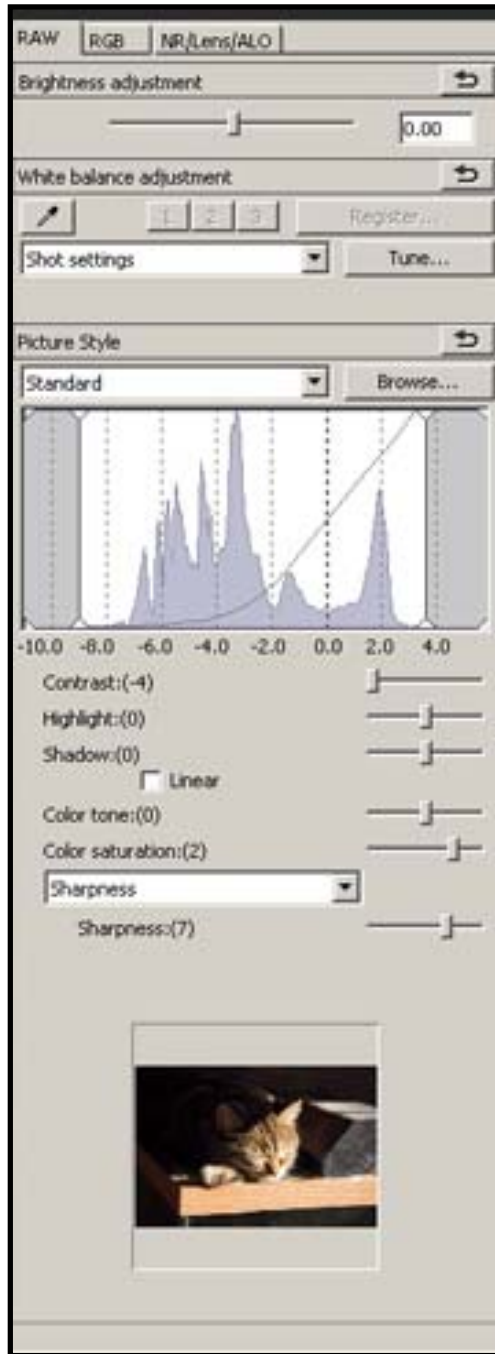 RAW RGB NR/Lens/ALO
Brightness adjustment
0.00
White balance adjustment
1 2 3 Register...
Shot settings Tune...
Picture Style
Standard Browse...
-10.0 -8.0 -6.0 -4.0 -2.0 0.0 2.0 4.0
Contrast:(-4)
Highlight:(0)
Shadow:(0)
Linear
Color tone:(0)
Color saturation:(2)
Sharpness
Sharpness:(7)